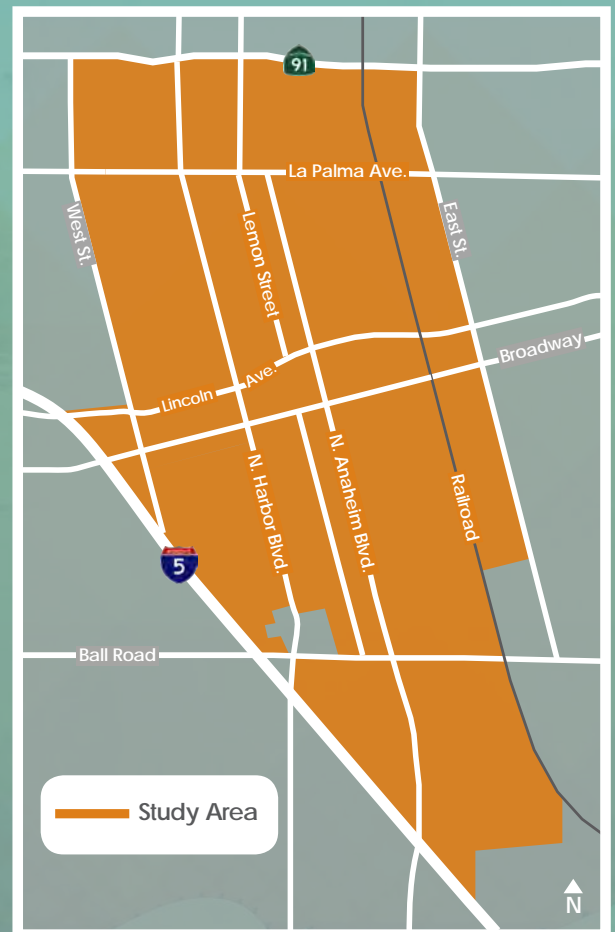 91
La Palma Ave.
West St.
Lemon Street
East St.
Broadway
Lincoln Ave.
N. Harbor Blvd.
N. Anaheim Blvd.
Railroad
5
Ball Road
Study Area
N